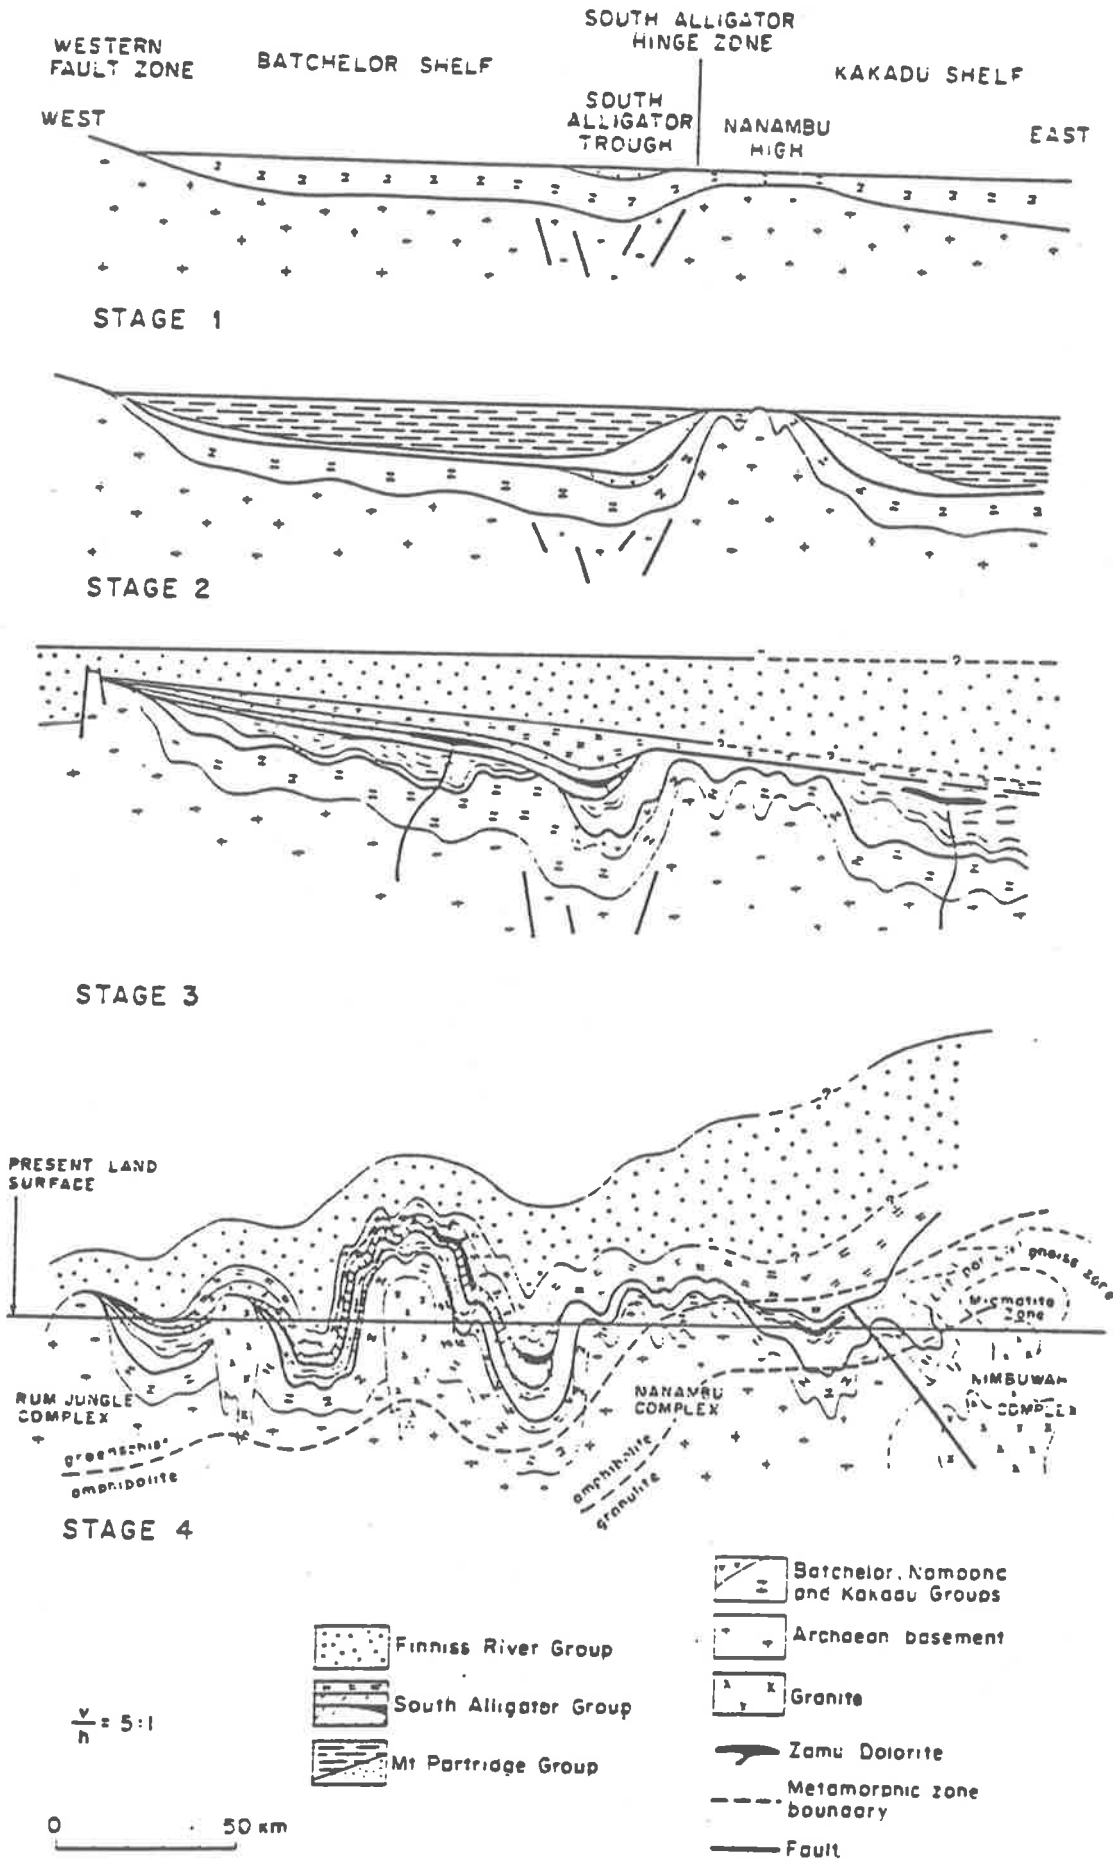 SOUTH ALLIGATOR
HINGE ZONE
WESTERN
FAULT ZONE
BATCHELOR SHELF
KAKADU SHELF
WEST
SOUTH
ALLIGATOR
TROUGH
NANAMBU
HIGH
EAST
STAGE 1
STAGE 2
?
?
STAGE 3
?
PRESENT LAND
SURFACE
?
?
gneiss zone
Migmatite
Zone
RUM JUNGLE
COMPLEX
NANAMBU
COMPLEX
NIMBUWAH
COMPLEX
greenschist
amphibolite
amphibolite
granulite
STAGE 4
Batchelor, Namoona
and Kakadu Groups
Finniss River Group
Archaean basement
South Alligator Group
Granite
v/h = 5:1
Mt Partridge Group
Zamu Dolerite
Metamorphic zone
boundary
0 50 km
Fault